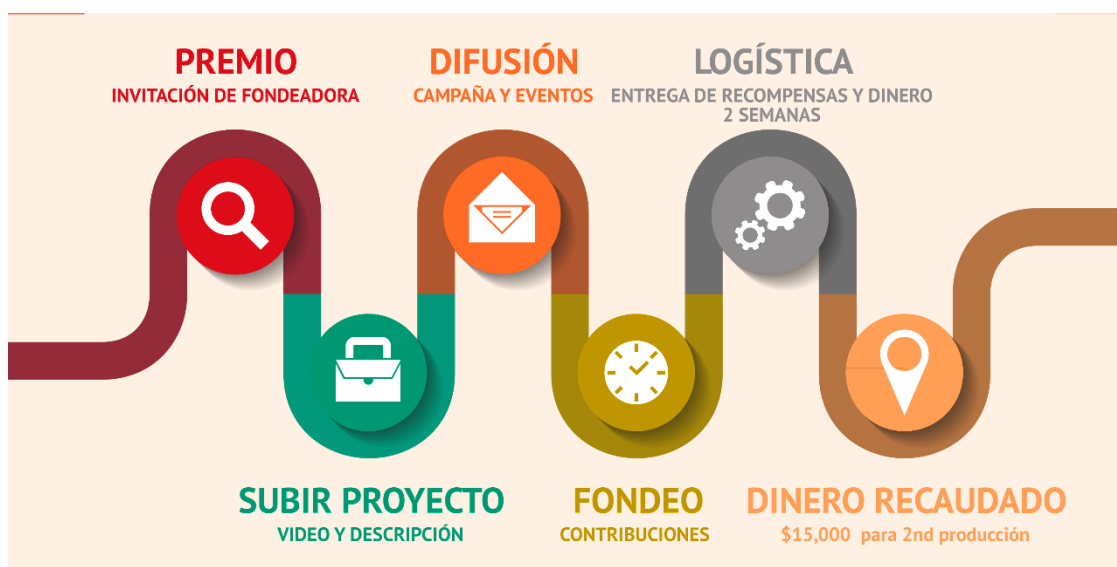 PREMIO
INVITACIÓN DE FONDEADORA
DIFUSIÓN
CAMPAÑA Y EVENTOS
LOGÍSTICA
ENTREGA DE RECOMPENSAS Y DINERO
2 SEMANAS
SUBIR PROYECTO
VIDEO Y DESCRIPCIÓN
FONDEO
CONTRIBUCIONES
DINERO RECAUDADO
$15,000 para 2nd producción